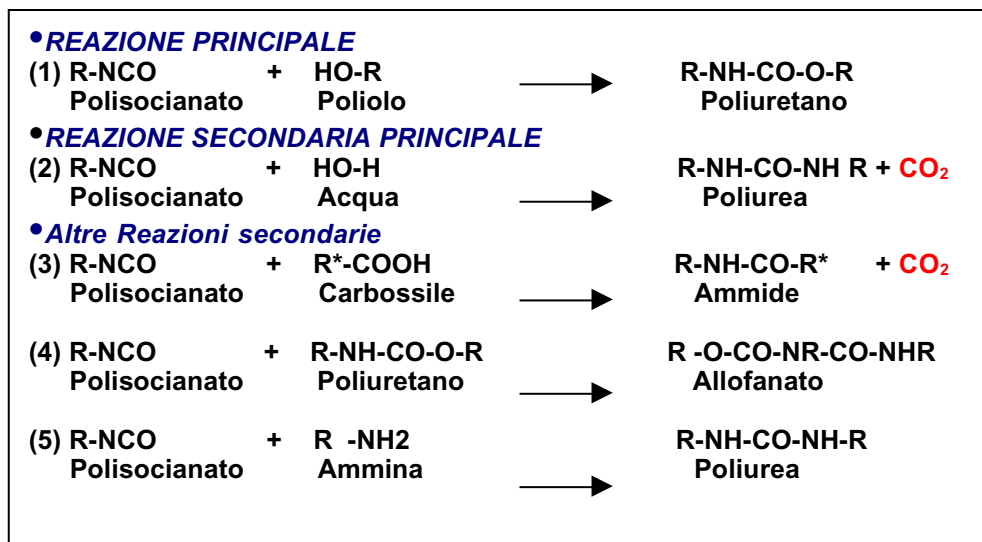 •REAZIONE PRINCIPALE
(1) R-NCO + HO-R R-NH-CO-O-R
Polisocianato Poliolo Poliuretano
•REAZIONE SECONDARIA PRINCIPALE
(2) R-NCO + HO-H R-NH-CO-NH R + CO₂
Polisocianato Acqua Poliurea
•Altre Reazioni secondarie
(3) R-NCO + R*-COOH R-NH-CO-R* + CO₂
Polisocianato Carbossile Ammide
(4) R-NCO + R-NH-CO-O-R R -O-CO-NR-CO-NHR
Polisocianato Poliuretano Allofanato
(5) R-NCO + R -NH2 R-NH-CO-NH-R
Polisocianato Ammina Poliurea